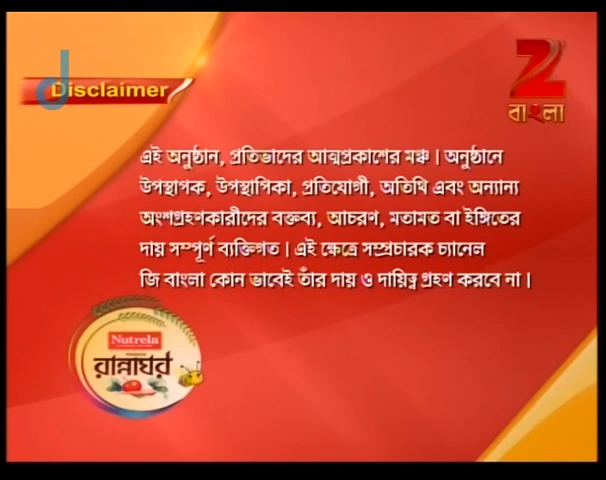 Disclaimer
Z
বাংলা
এই অনুষ্ঠান, প্রতিভাদের আত্মপ্রকাশের মঞ্চ। অনুষ্ঠানে
উপস্থাপক, উপস্থাপিকা, প্রতিযোগী, অতিথি এবং অন্যান্য
অংশগ্রহণকারীদের বক্তব্য, আচরণ, মতামত বা ইঙ্গিতের
দায় সম্পূর্ণ ব্যক্তিগত। এই ক্ষেত্রে সম্প্রচারক চ্যানেল
জি বাংলা কোন ভাবেই তাঁর দায় ও দায়িত্ব গ্রহণ করবে না।
Nutrela
রান্নাঘর